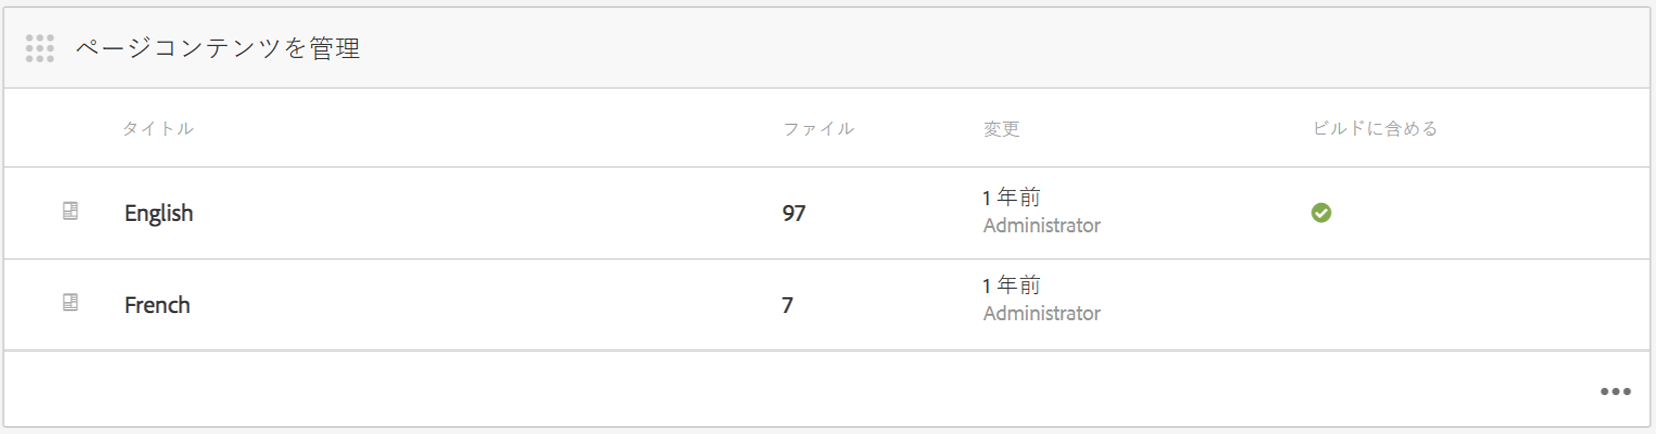 ページコンテンツを管理
タイトル ファイル 変更 ビルドに含める
English 97 1 年前
Administrator
French 7 1 年前
Administrator